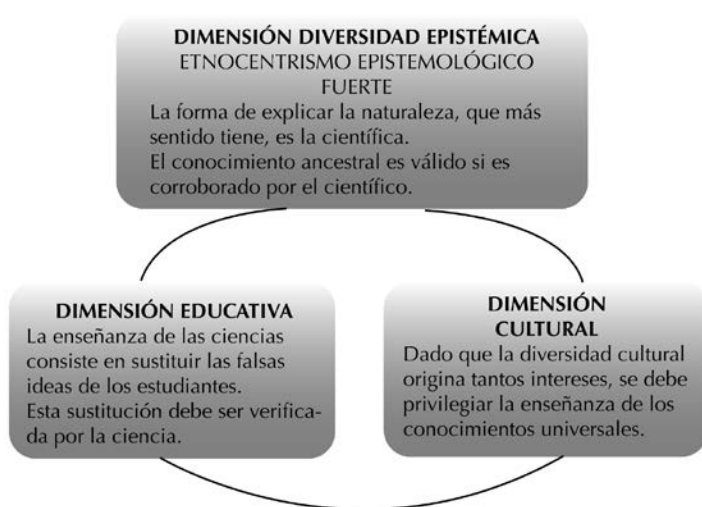 DIMENSIÓN DIVERSIDAD EPISTÉMICA
ETNOCENTRISMO EPISTEMOLÓGICO
FUERTE
La forma de explicar la naturaleza, que más
sentido tiene, es la científica.
El conocimiento ancestral es válido si es
corroborado por el científico.
DIMENSIÓN EDUCATIVA
La enseñanza de las ciencias
consiste en sustituir las falsas
ideas de los estudiantes.
Esta sustitución debe ser verifica-
da por la ciencia.
DIMENSIÓN
CULTURAL
Dado que la diversidad cultural
origina tantos intereses, se debe
privilegiar la enseñanza de los
conocimientos universales.